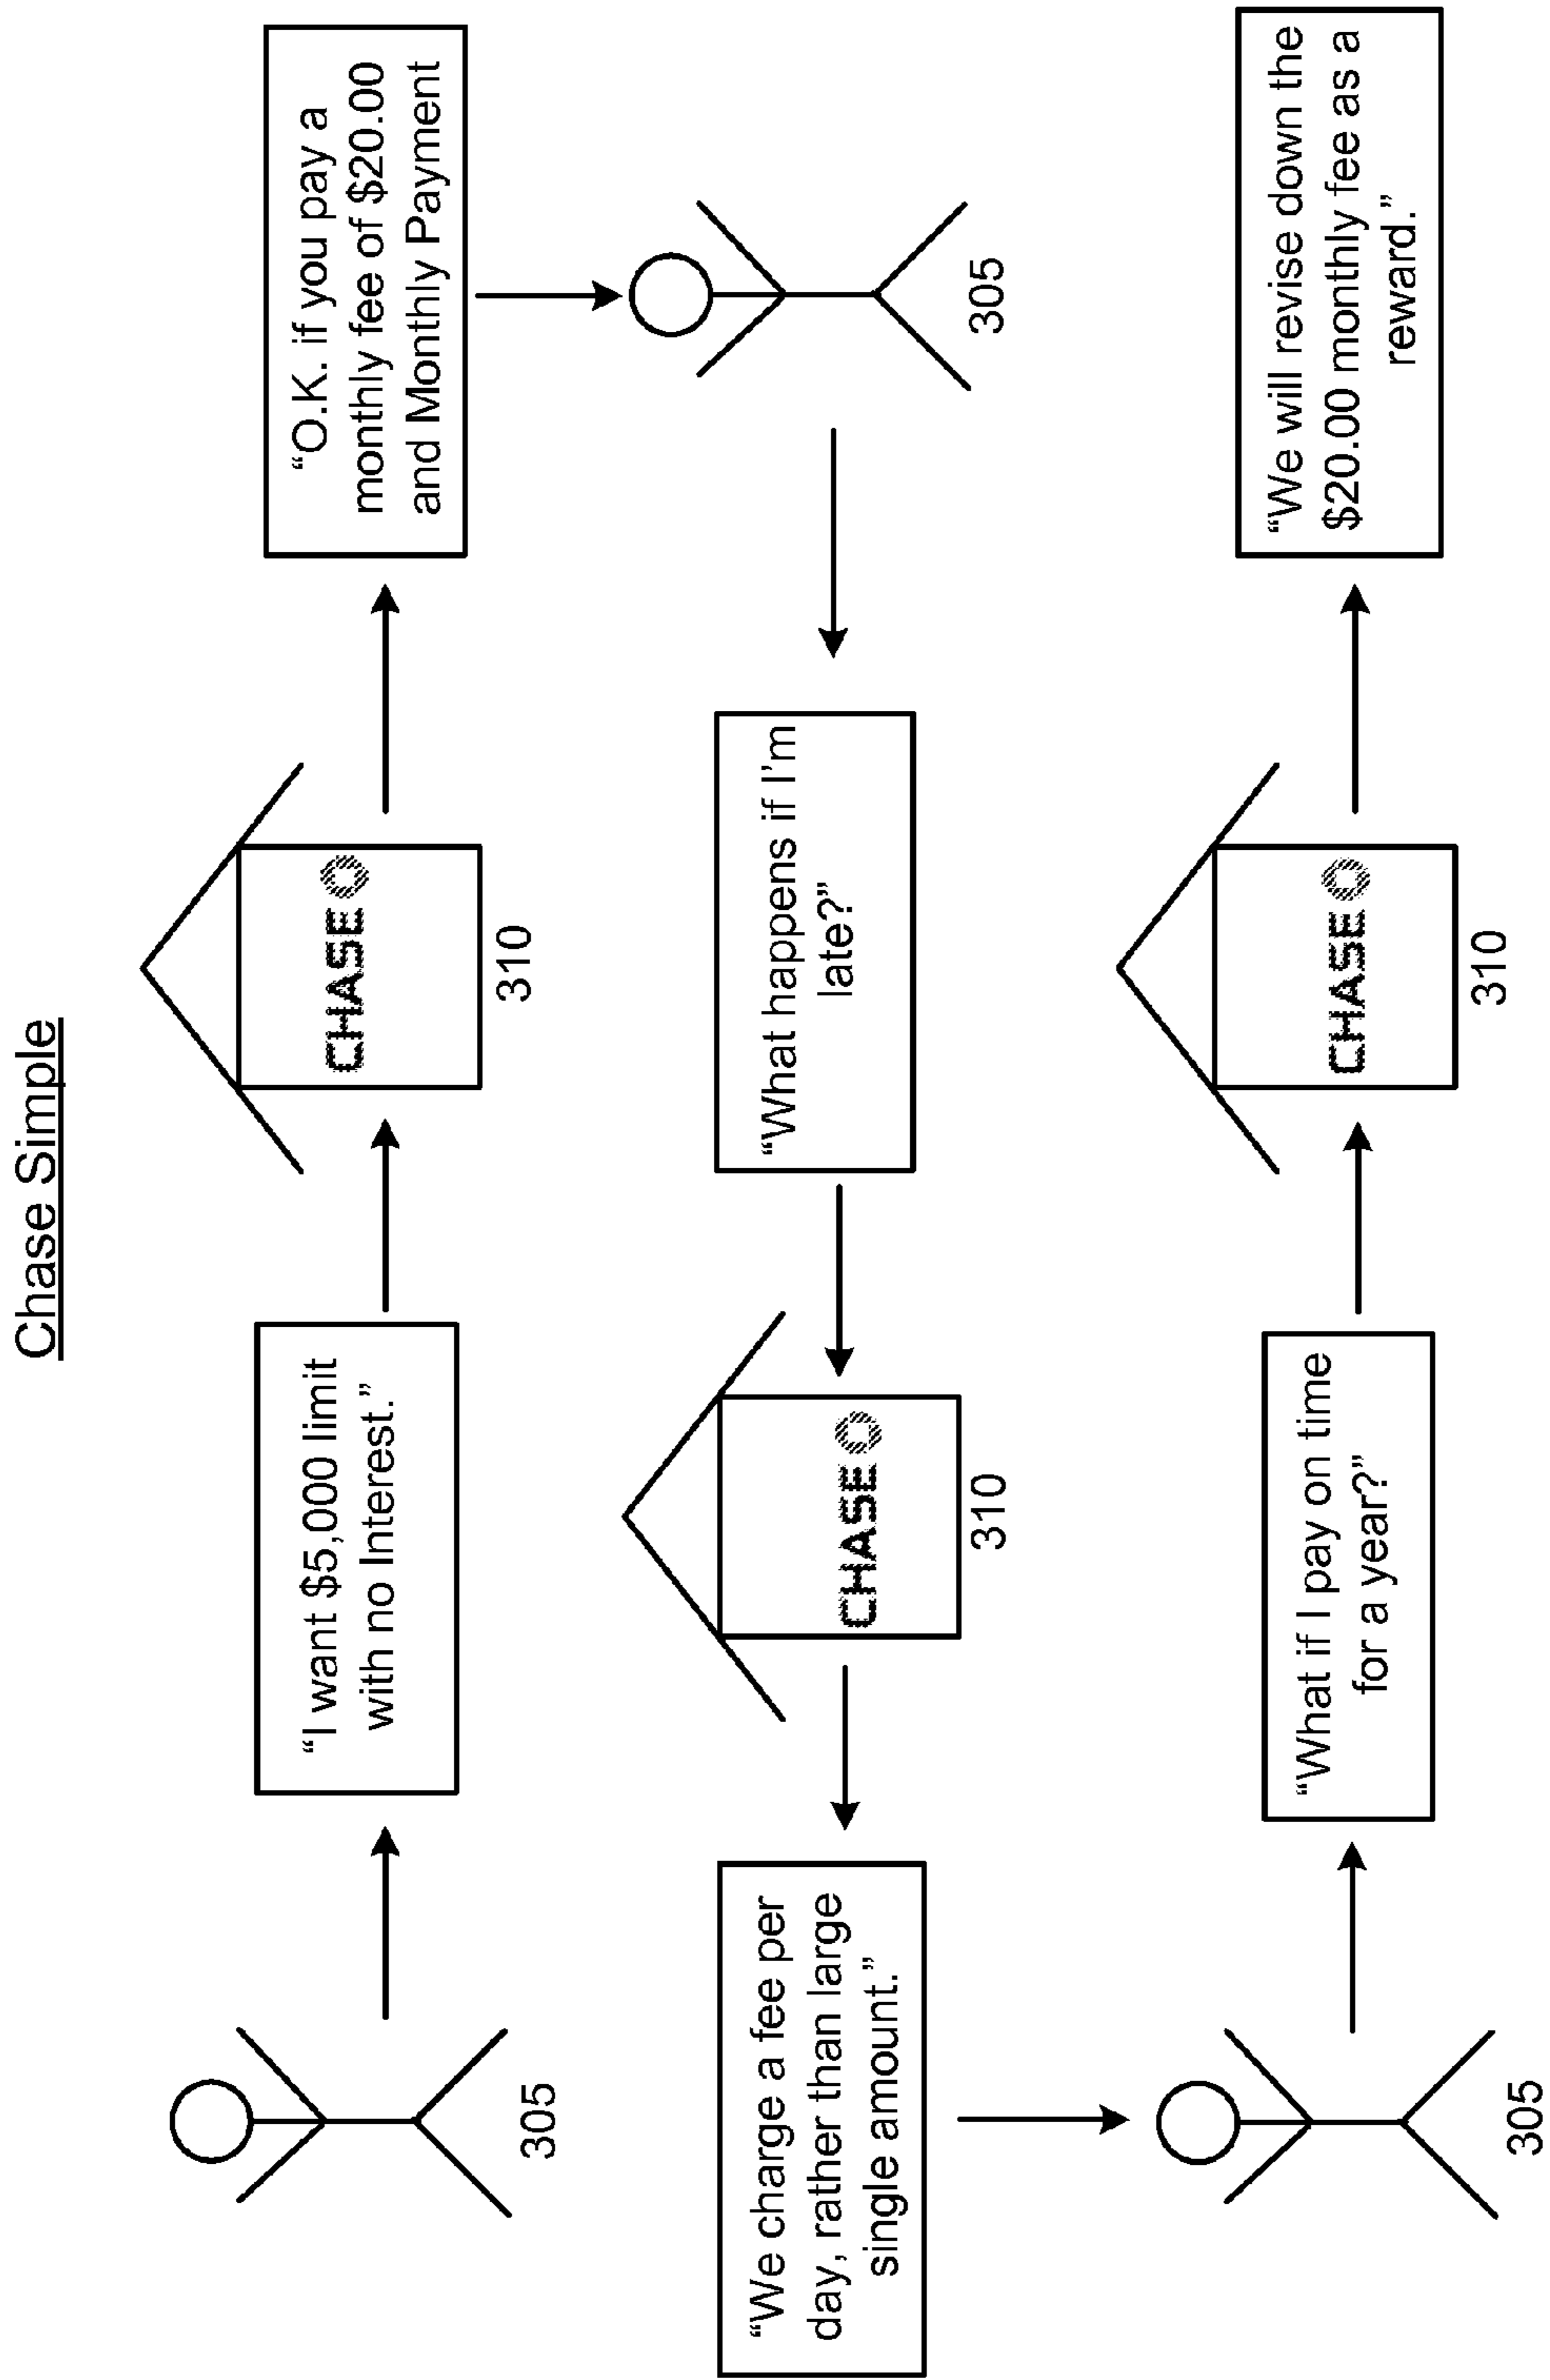 Chase Simple
305
“I want $5,000 limit
with no Interest.”
CHASE
310
“O.K. if you pay a
monthly fee of $20.00
and Monthly Payment
305
“What happens if I’m
late?”
CHASE
310
“We charge a fee per
day, rather than large
single amount.”
305
“What if I pay on time
for a year?”
CHASE
310
“We will revise down the
$20.00 monthly fee as a
reward.”